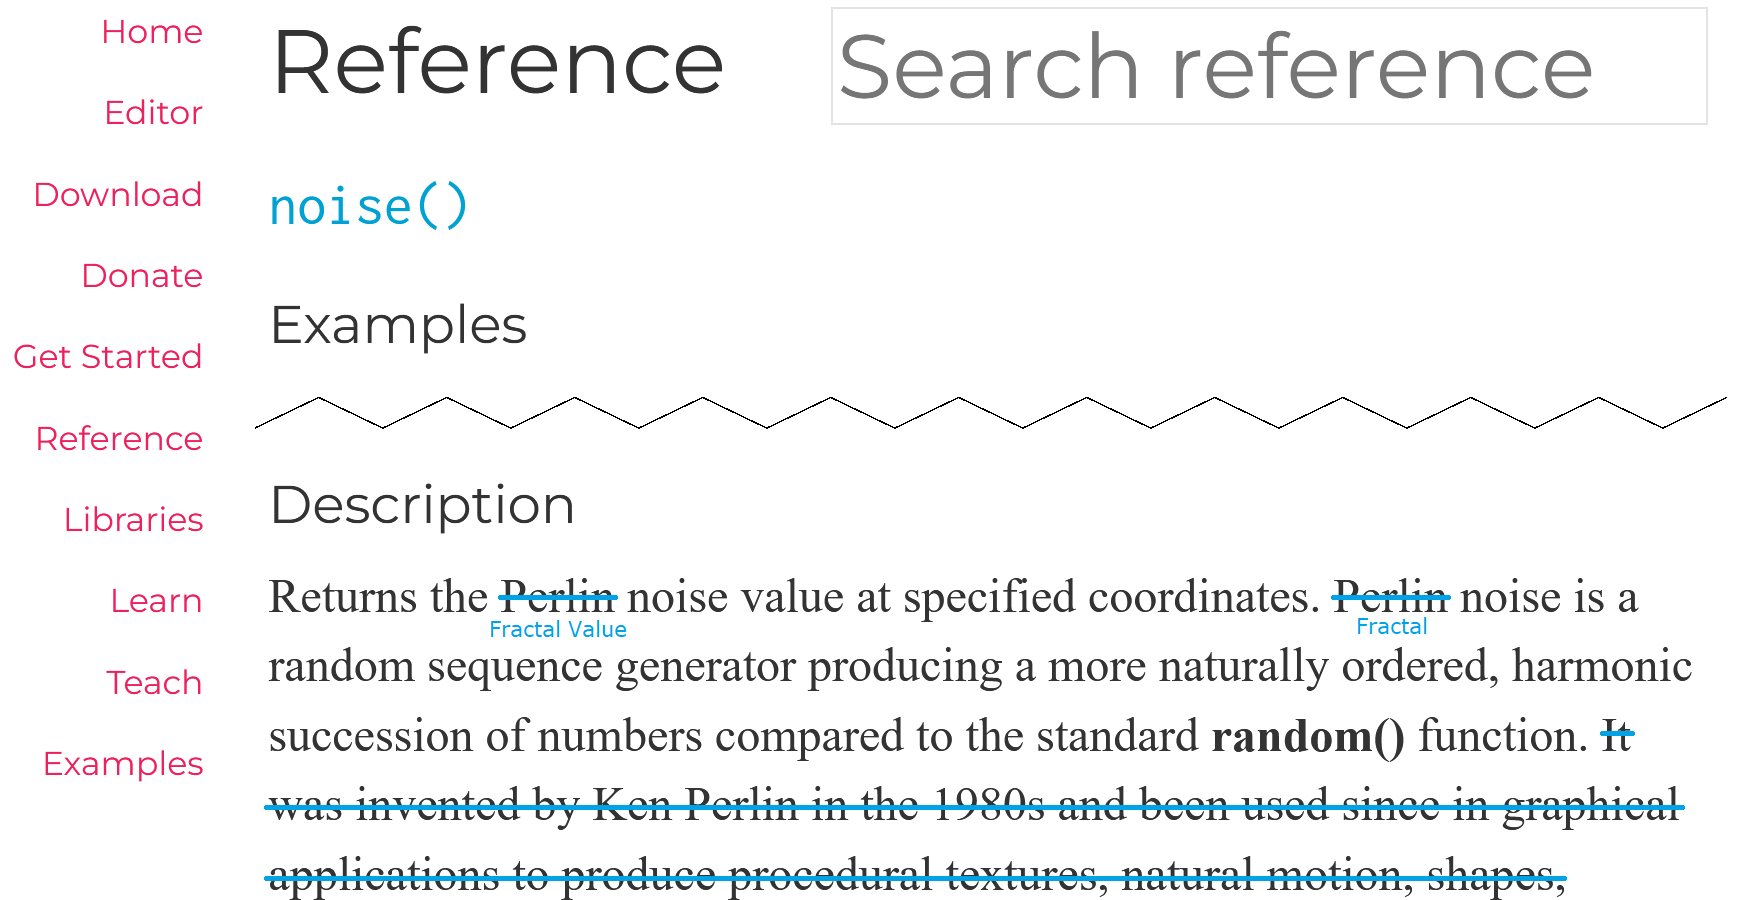 Home
Editor
Download
Donate
Get Started
Reference
Libraries
Learn
Teach
Examples
Reference
Search reference
noise()
Examples
Description
Returns the Perlin noise value at specified coordinates. Perlin noise is a
Fractal Value
Fractal
random sequence generator producing a more naturally ordered, harmonic
succession of numbers compared to the standard random() function. It
was invented by Ken Perlin in the 1980s and been used since in graphical
applications to produce procedural textures, natural motion, shapes,